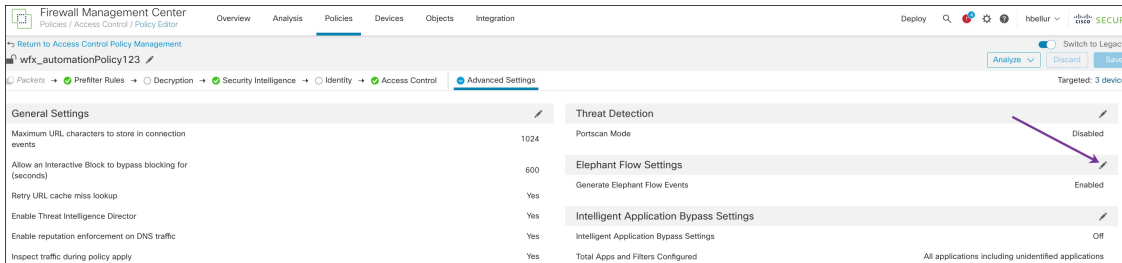 Firewall Management Center
Policies / Access Control / Policy Editor
Overview Analysis Policies Devices Objects Integration
Deploy hbellur cisco SECUR
Return to Access Control Policy Management
Switch to Legac
wfx_automationPolicy123
Analyze Discard Save
Packets → Prefilter Rules → Decryption → Security Intelligence → Identity → Access Control Advanced Settings
Targeted: 3 device
General Settings
Maximum URL characters to store in connection
events
1024
Allow an Interactive Block to bypass blocking for
(seconds)
600
Retry URL cache miss lookup Yes
Enable Threat Intelligence Director Yes
Enable reputation enforcement on DNS traffic Yes
Inspect traffic during policy apply Yes
Threat Detection
Portscan Mode Disabled
Elephant Flow Settings
Generate Elephant Flow Events Enabled
Intelligent Application Bypass Settings
Intelligent Application Bypass Settings Off
Total Apps and Filters Configured All applications including unidentified applications